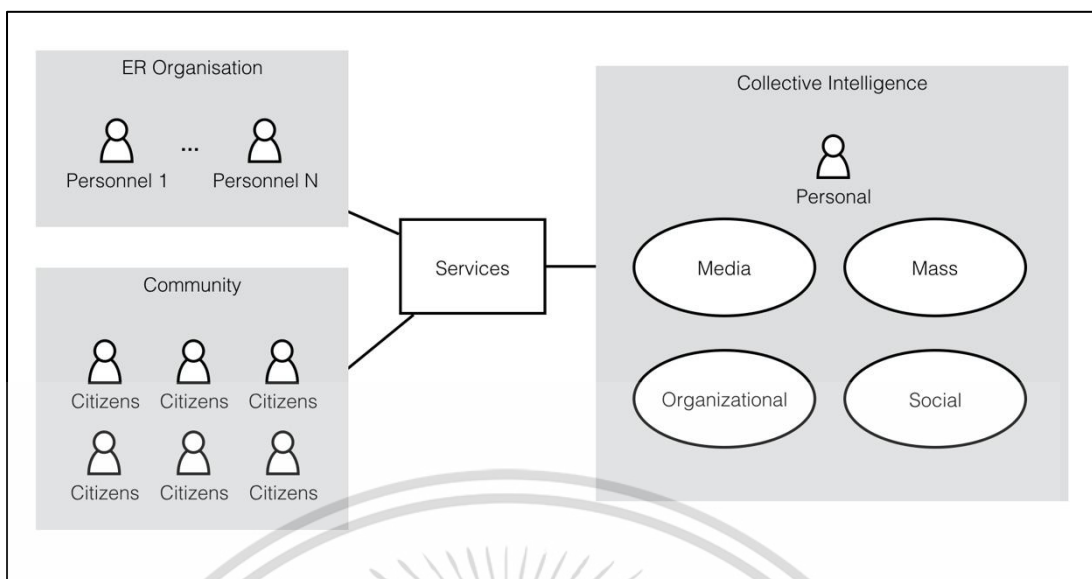 ER Organisation
...
Personnel 1
Personnel N
Community
Citizens Citizens Citizens
Citizens Citizens Citizens
Services
Collective Intelligence
Personal
Media
Mass
Organizational
Social